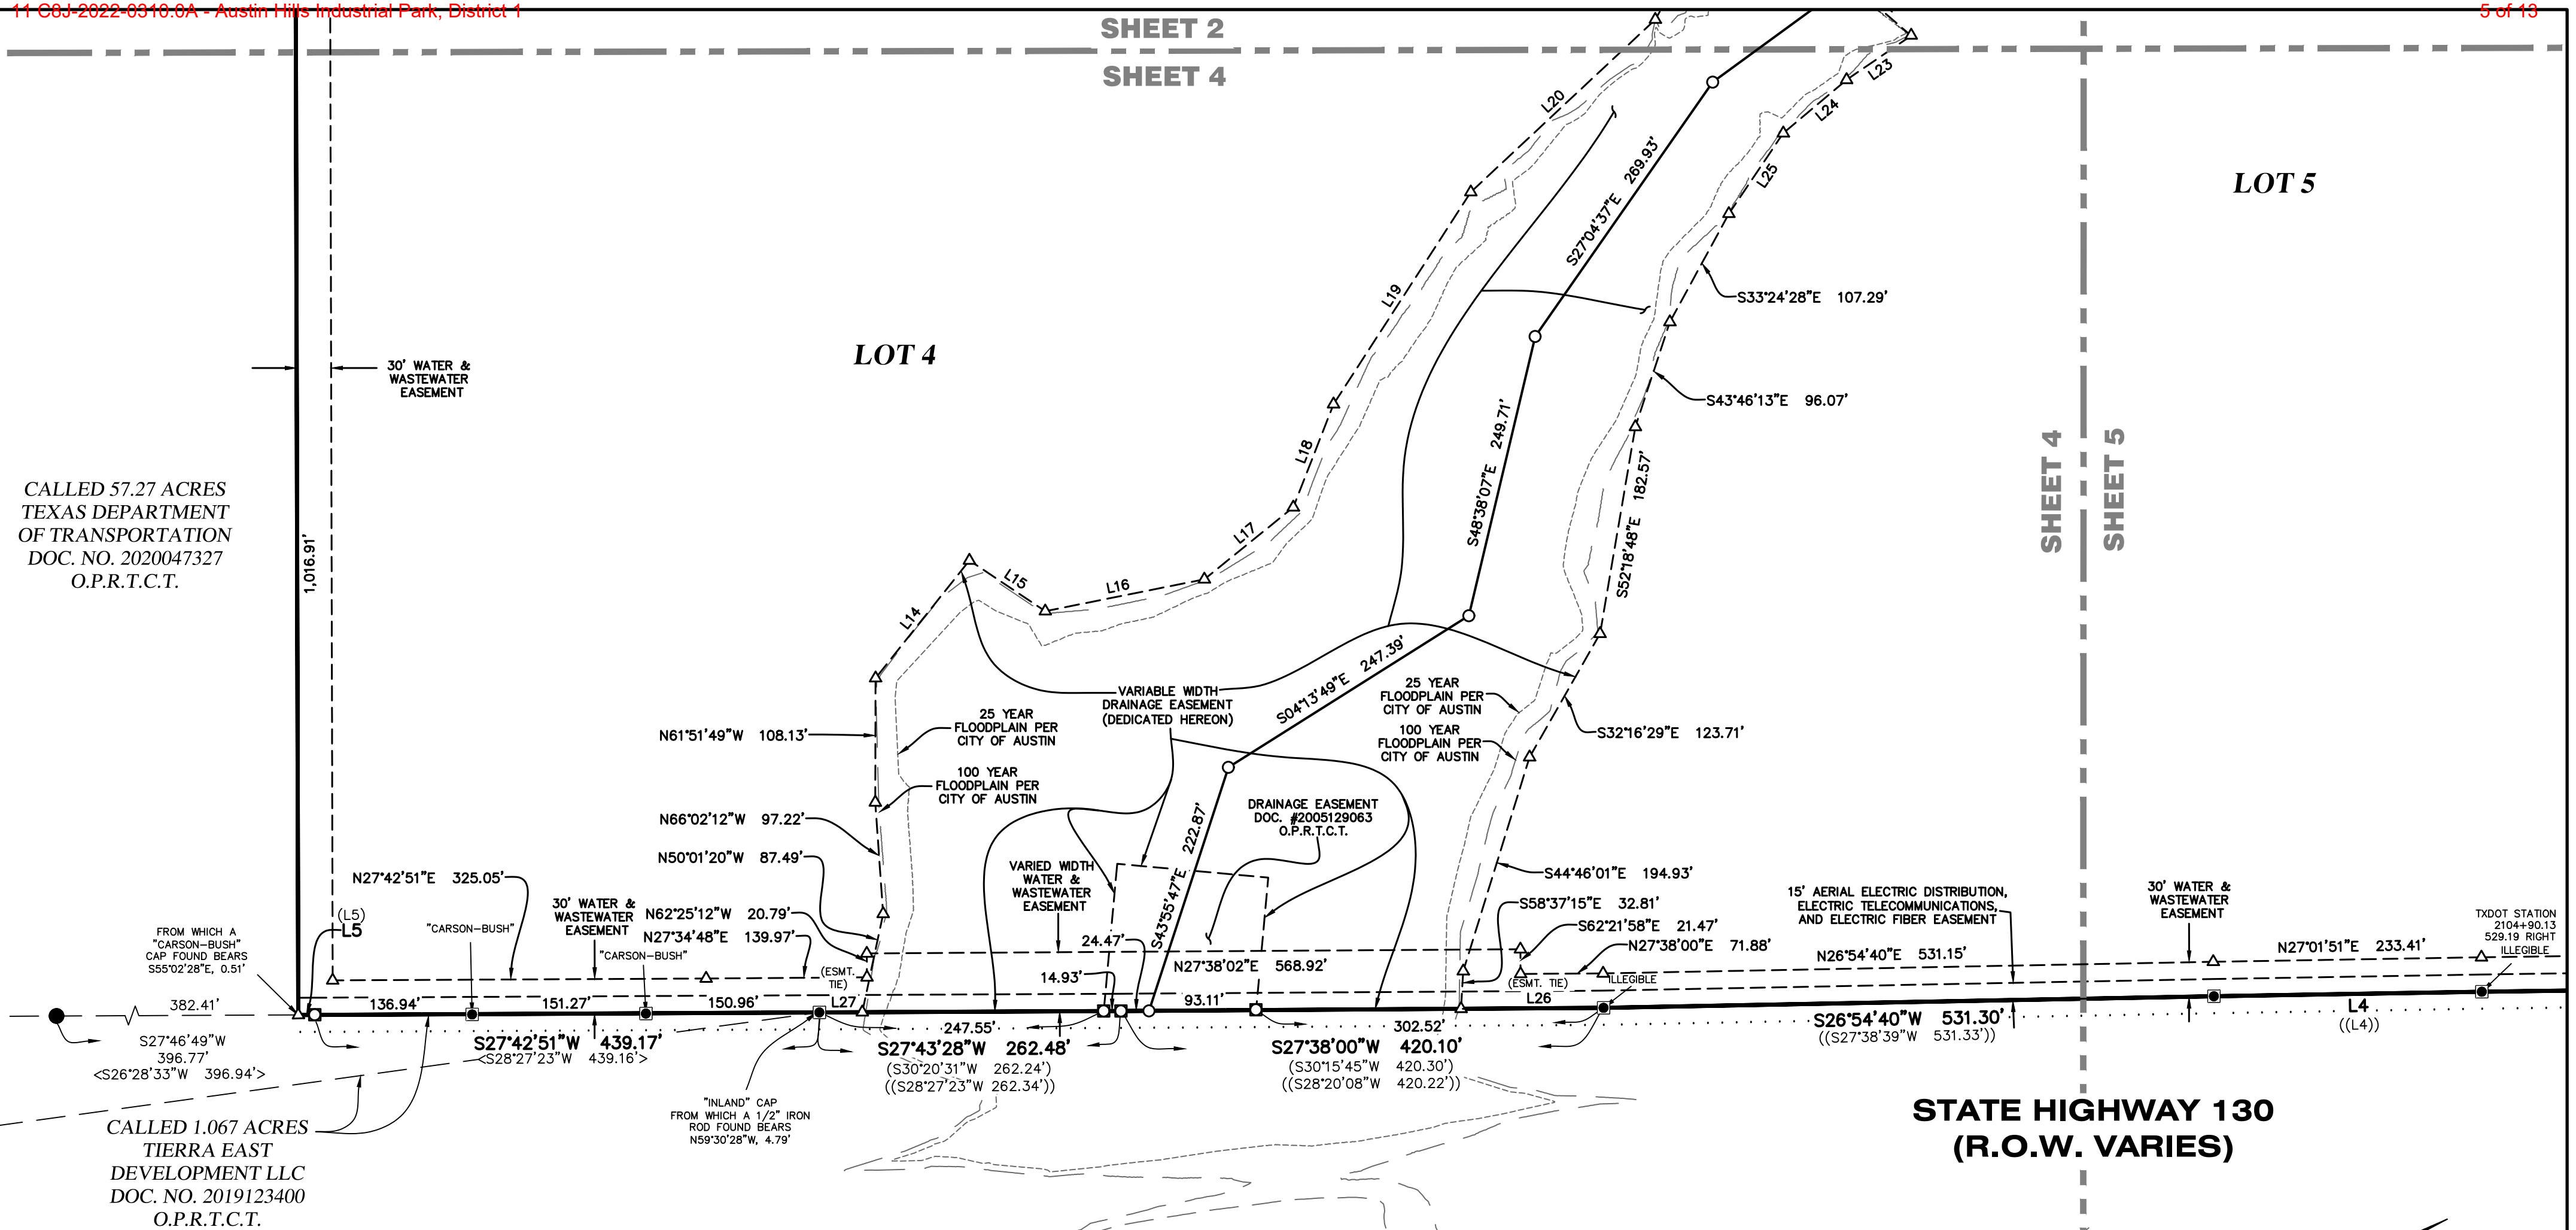 11 C8J-2022-0310.0A - Austin Hills Industrial Park, District 1
5 of 13
SHEET 2
SHEET 4
L23
L20
L24
LOT 5
L25
S27°04'37"E 269.93'
L19
S33°24'28"E 107.29'
LOT 4
30' WATER &
WASTEWATER
EASEMENT
S43°46'13"E 96.07'
L18
S48°38'07"E 249.71'
S52°18'48"E 182.57'
SHEET 4
SHEET 5
CALLED 57.27 ACRES
TEXAS DEPARTMENT
OF TRANSPORTATION
DOC. NO. 2020047327
O.P.R.T.C.T.
1,016.91'
L17
L16
L15
L14
S04°13'49"E 247.39'
VARIABLE WIDTH
DRAINAGE EASEMENT
(DEDICATED HEREON)
25 YEAR
FLOODPLAIN PER
CITY OF AUSTIN
25 YEAR
FLOODPLAIN PER
CITY OF AUSTIN
100 YEAR
FLOODPLAIN PER
CITY OF AUSTIN
S32°16'29"E 123.71'
N61°51'49"W 108.13'
100 YEAR
FLOODPLAIN PER
CITY OF AUSTIN
N66°02'12"W 97.22'
DRAINAGE EASEMENT
DOC. #2005129063
O.P.R.T.C.T.
S43°55'47"E 222.87'
N50°01'20"W 87.49'
VARIED WIDTH
WATER &
WASTEWATER
EASEMENT
S44°46'01"E 194.93'
N27°42'51"E 325.05'
15' AERIAL ELECTRIC DISTRIBUTION,
ELECTRIC TELECOMMUNICATIONS,
AND ELECTRIC FIBER EASEMENT
30' WATER &
WASTEWATER
EASEMENT
30' WATER &
WASTEWATER
EASEMENT
N62°25'12"W 20.79'
N27°34'48"E 139.97'
S58°37'15"E 32.81'
S62°21'58"E 21.47'
N27°38'00"E 71.88'
N26°54'40"E 531.15'
N27°01'51"E 233.41'
TXDOT STATION
2104+90.13
529.19 RIGHT
ILLEGIBLE
(L5)
L5
"CARSON-BUSH"
"CARSON-BUSH"
FROM WHICH A
"CARSON-BUSH"
CAP FOUND BEARS
S55°02'28"E, 0.51'
24.47'
N27°38'02"E 568.92'
14.93'
(ESMT.
TIE)
(ESMT. TIE)
ILLEGIBLE
L26
L27
382.41'
136.94'
151.27'
150.96'
93.11'
247.55'
302.52'
L4
((L4))
S27°46'49"W
396.77'
<S26°28'33"W 396.94'>
S27°42'51"W 439.17'
<S28°27'23"W 439.16'>
S27°43'28"W 262.48'
(S30°20'31"W 262.24')
((S28°27'23"W 262.34'))
S27°38'00"W 420.10'
(S30°15'45"W 420.30')
((S28°20'08"W 420.22'))
S26°54'40"W 531.30'
((S27°38'39"W 531.33'))
"INLAND" CAP
FROM WHICH A 1/2" IRON
ROD FOUND BEARS
N59°30'28"W, 4.79'
CALLED 1.067 ACRES
TIERRA EAST
DEVELOPMENT LLC
DOC. NO. 2019123400
O.P.R.T.C.T.
STATE HIGHWAY 130
(R.O.W. VARIES)